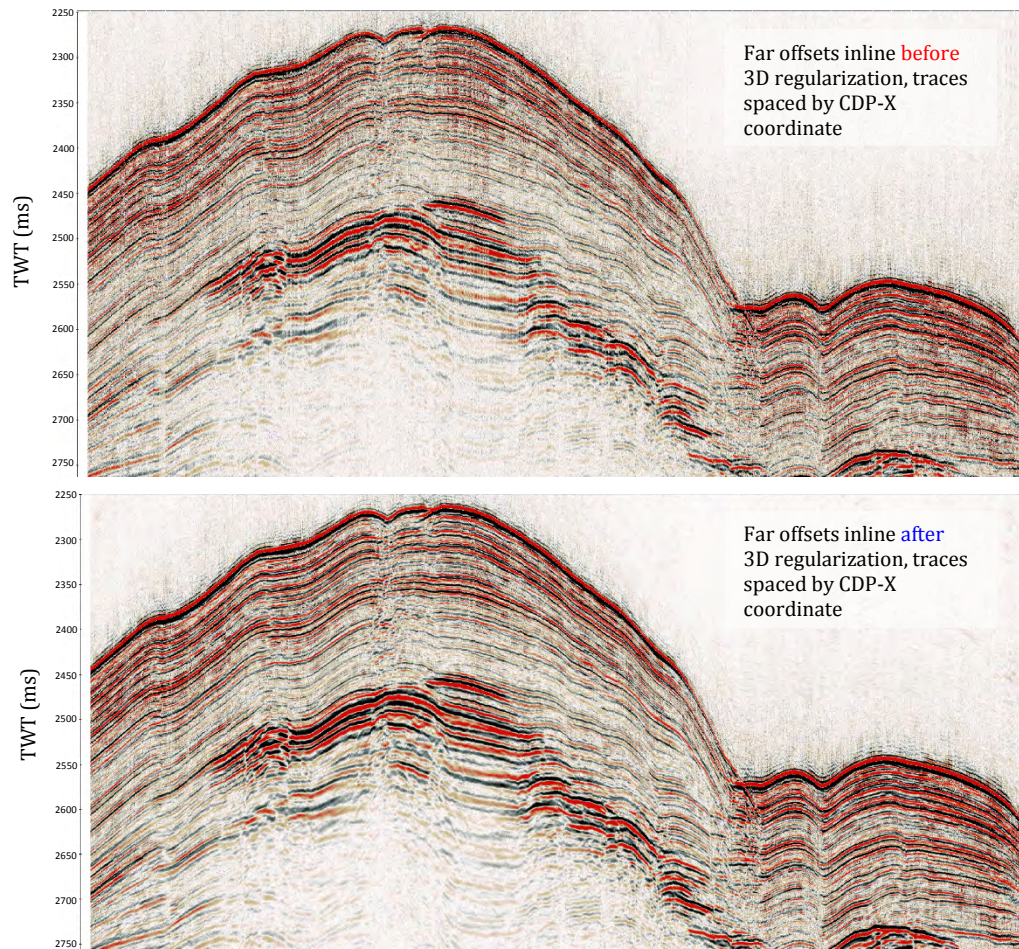 2250
2300
2350
2400
2450
2500
2550
2600
2650
2700
2750
TWT (ms)
Far offsets inline before
3D regularization, traces
spaced by CDP-X
coordinate
2250
2300
2350
2400
2450
2500
2550
2600
2650
2700
2750
TWT (ms)
Far offsets inline after
3D regularization, traces
spaced by CDP-X
coordinate